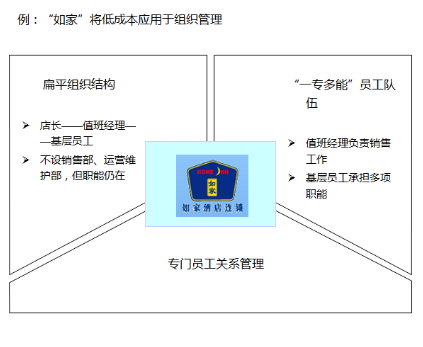 例："如家"将低成本应用于组织管理
扁平组织结构
店长——值班经理—
—基层员工
不设销售部、运营维
护部，但职能仍在
"一专多能"员工队
伍
值班经理负责销售
工作
基层员工承担多项
职能
HOME INN
如家
如家酒店连锁
专门员工关系管理